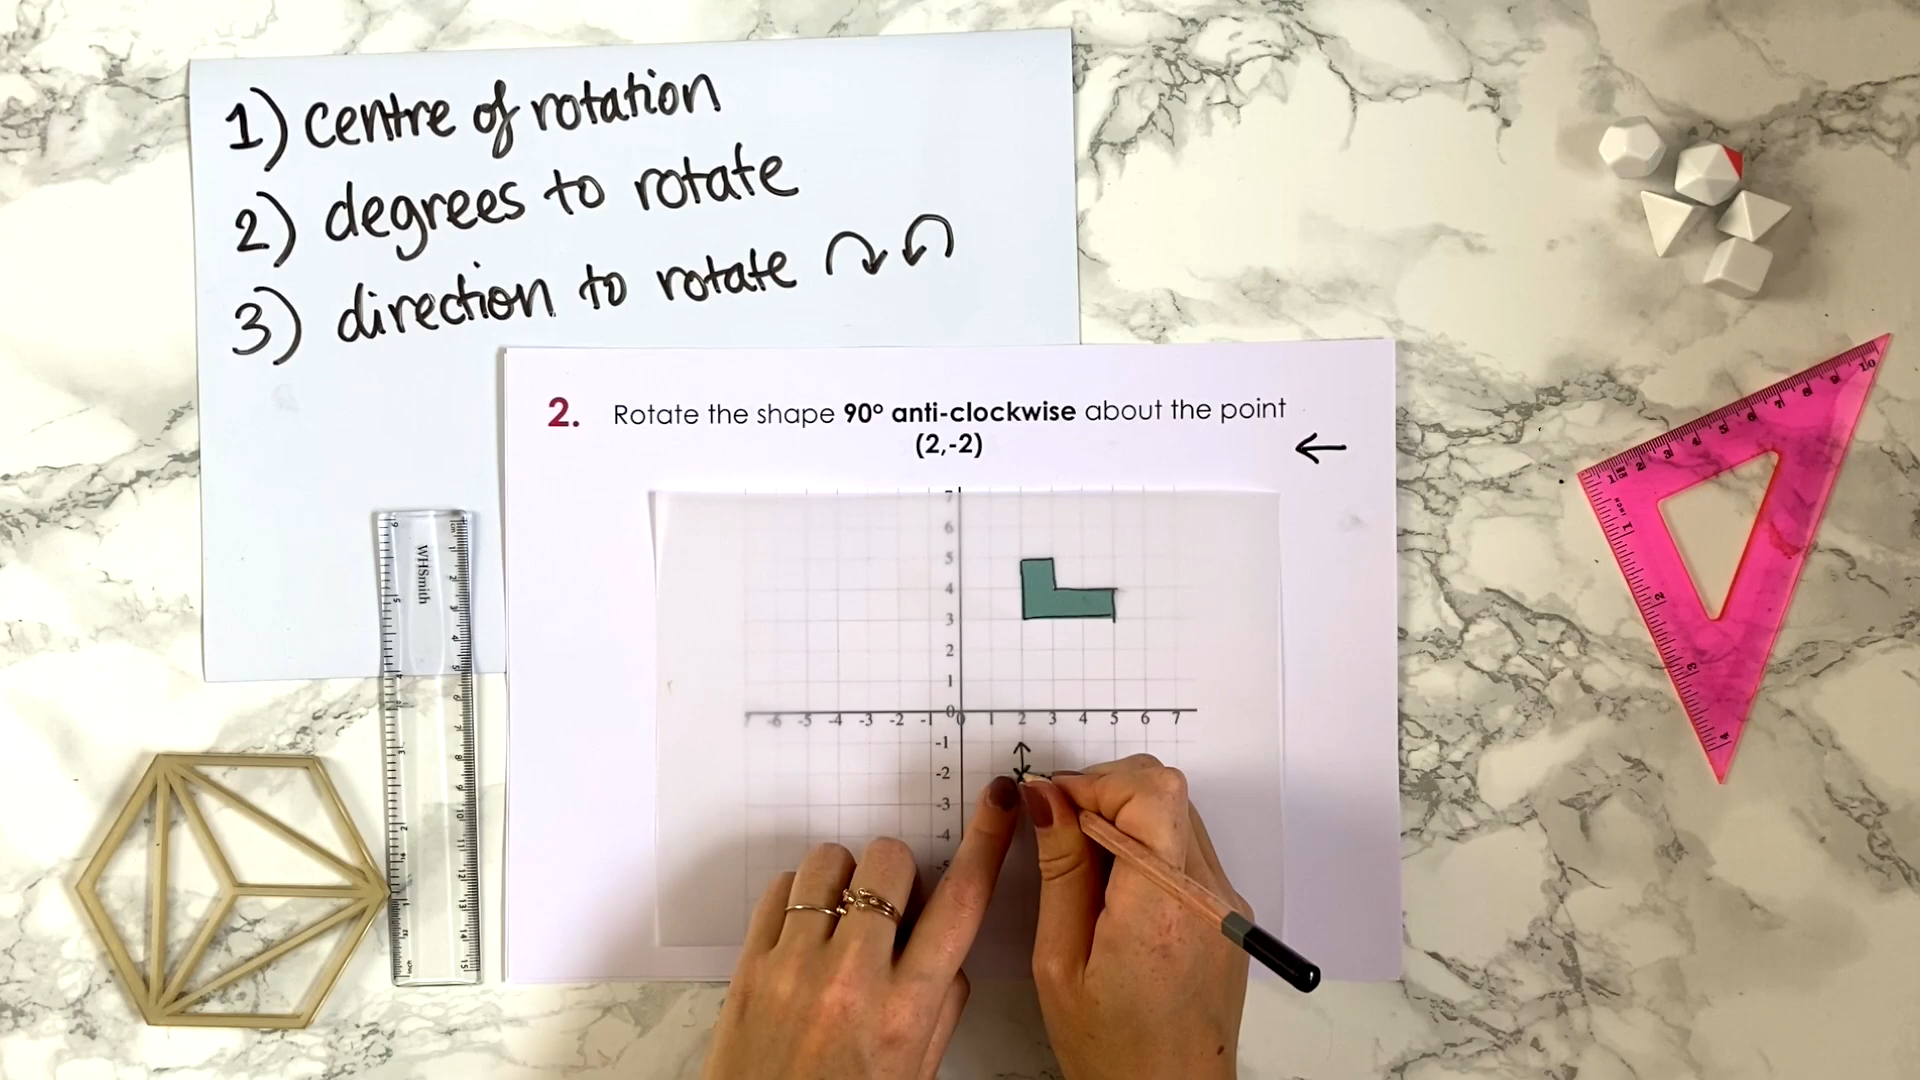 1) centre of rotation
2) degrees to rotate
3) direction to rotate
2. Rotate the shape 90º anti-clockwise about the point
(2,-2)
7
6
5
4
3
2
1
0
-6 -5 -4 -3 -2 -1 0 1 2 3 4 5 6 7
-1
-2
-3
-4
WHSmith